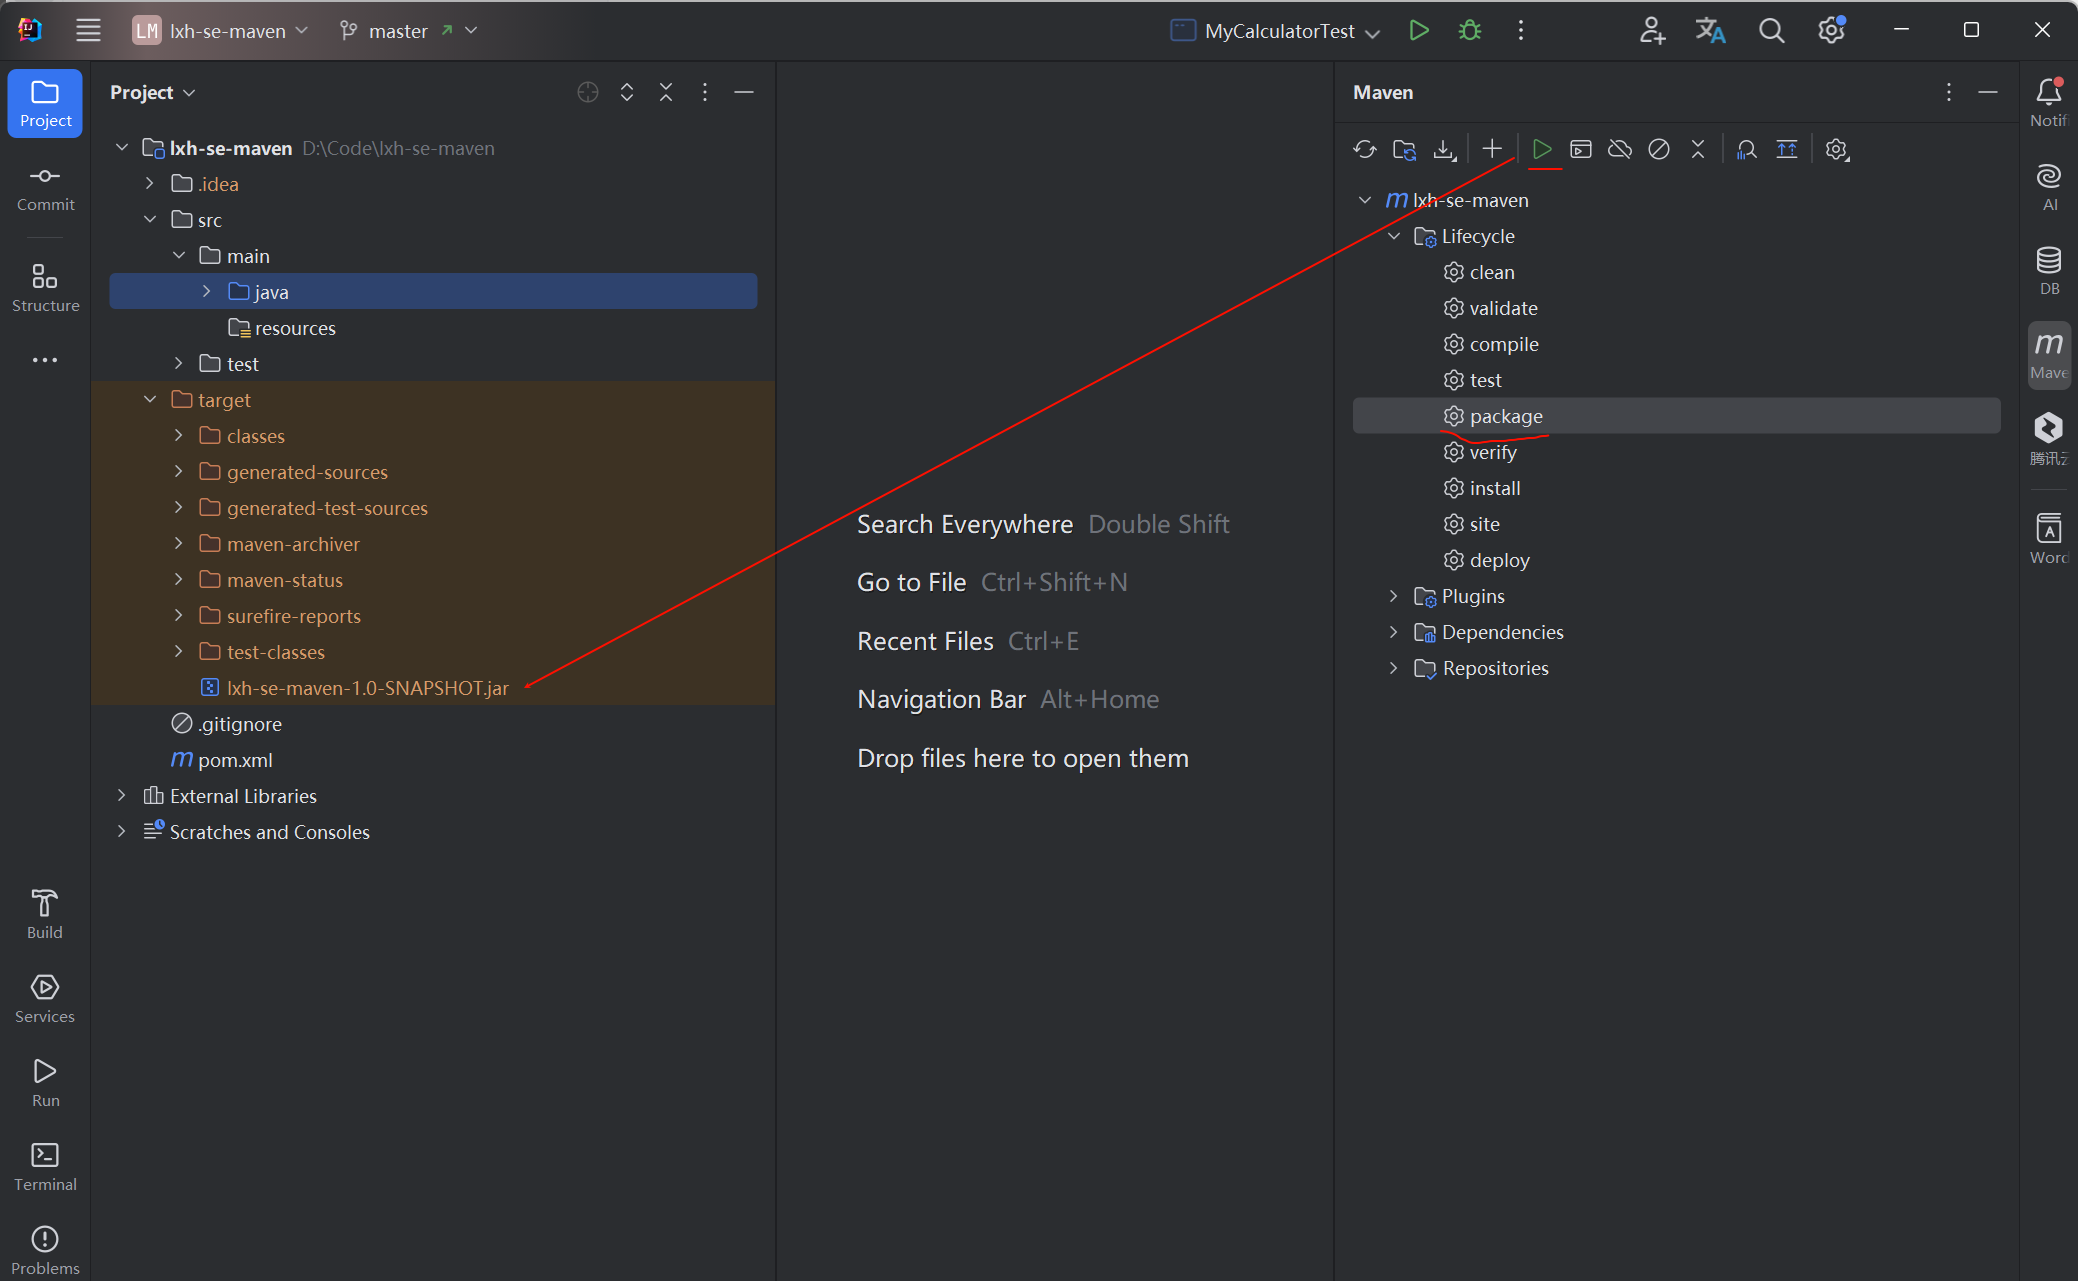 LM lxh-se-maven master MyCalculatorTest
Project
Commit
Structure
Build
Services
Run
Terminal
Problems
Project
lxh-se-maven D:\Code\lxh-se-maven
.idea
src
main
java
resources
test
target
classes
generated-sources
generated-test-sources
maven-archiver
maven-status
surefire-reports
test-classes
lxh-se-maven-1.0-SNAPSHOT.jar
.gitignore
m pom.xml
External Libraries
Scratches and Consoles
Search Everywhere Double Shift
Go to File Ctrl+Shift+N
Recent Files Ctrl+E
Navigation Bar Alt+Home
Drop files here to open them
Maven
m lxh-se-maven
Lifecycle
clean
validate
compile
test
package
verify
install
site
deploy
Plugins
Dependencies
Repositories
Notif
AI
DB
m
Mave
腾讯云
Word